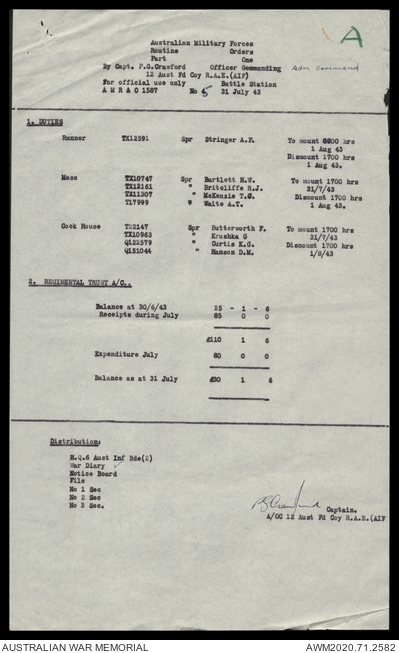 A
Australian Military Forces
Routine Orders
Part One
By Capt. P.G.Crawford Officer Commanding Adm Command
12 Aust Fd Coy R.A.E.(AIF)
For official use only Battle Station
A M R & O 1587 No 5 31 July 43
1. DUTIES
Runner TX12591 Spr Stringer A.F. To mount 0600 hrs
1 Aug 43
Dismount 1700 hrs
1 Aug 43.
Mess TX10747 Spr Bartlett H.W. To mount 1700 hrs
TX12161 " Britcliffe R.J. 31/7/43
TX11307 " McKenzie T.G. Dismount 1700 hrs
T17999 " Waite A.T. 1 Aug 43.
Cook House T22147 Spr Butterworth F. To mount 1700 hrs
TX10963 " Krushka G 31/7/43
Q122579 " Curtis K.G. Dismount 1700 hrs
Q151044 " Hansom D.M. 1/8/43
2. REGIMENTAL TRUST A/C..
Balance at 30/6/43 25 - 1 - 6
Receipts during July 85 0 0
£110 1 6
Expenditure July 80 0 0
Balance as at 31 July £30 1 6
Distribution:
H.Q.6 Aust Inf Bde(2)
War Diary
Notice Board
File
No 1 Sec
No 2 Sec
No 3 Sec.
PGCrawford Captain.
A/OC 12 Aust Fd Coy R.A.E.(AIF
AUSTRALIAN WAR MEMORIAL AWM2020.71.2582